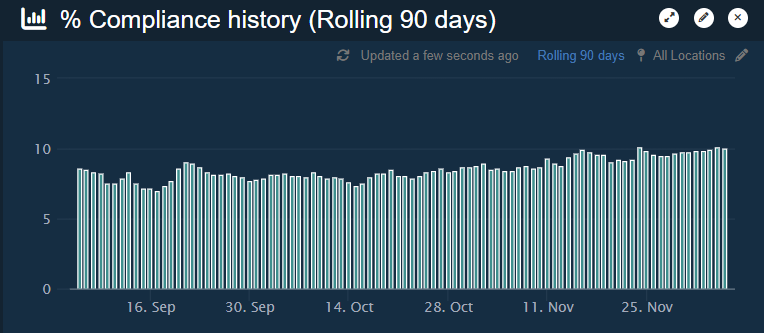 % Compliance history (Rolling 90 days)
Updated a few seconds ago Rolling 90 days All Locations
15
10
5
0
16. Sep 30. Sep 14. Oct 28. Oct 11. Nov 25. Nov